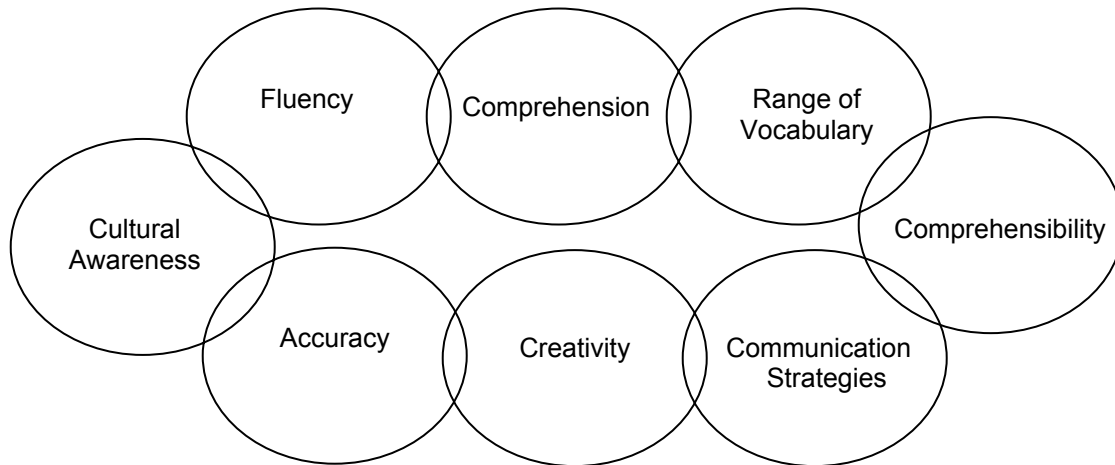 Fluency
Comprehension
Range of
Vocabulary
Cultural
Awareness
Comprehensibility
Accuracy
Creativity
Communication
Strategies